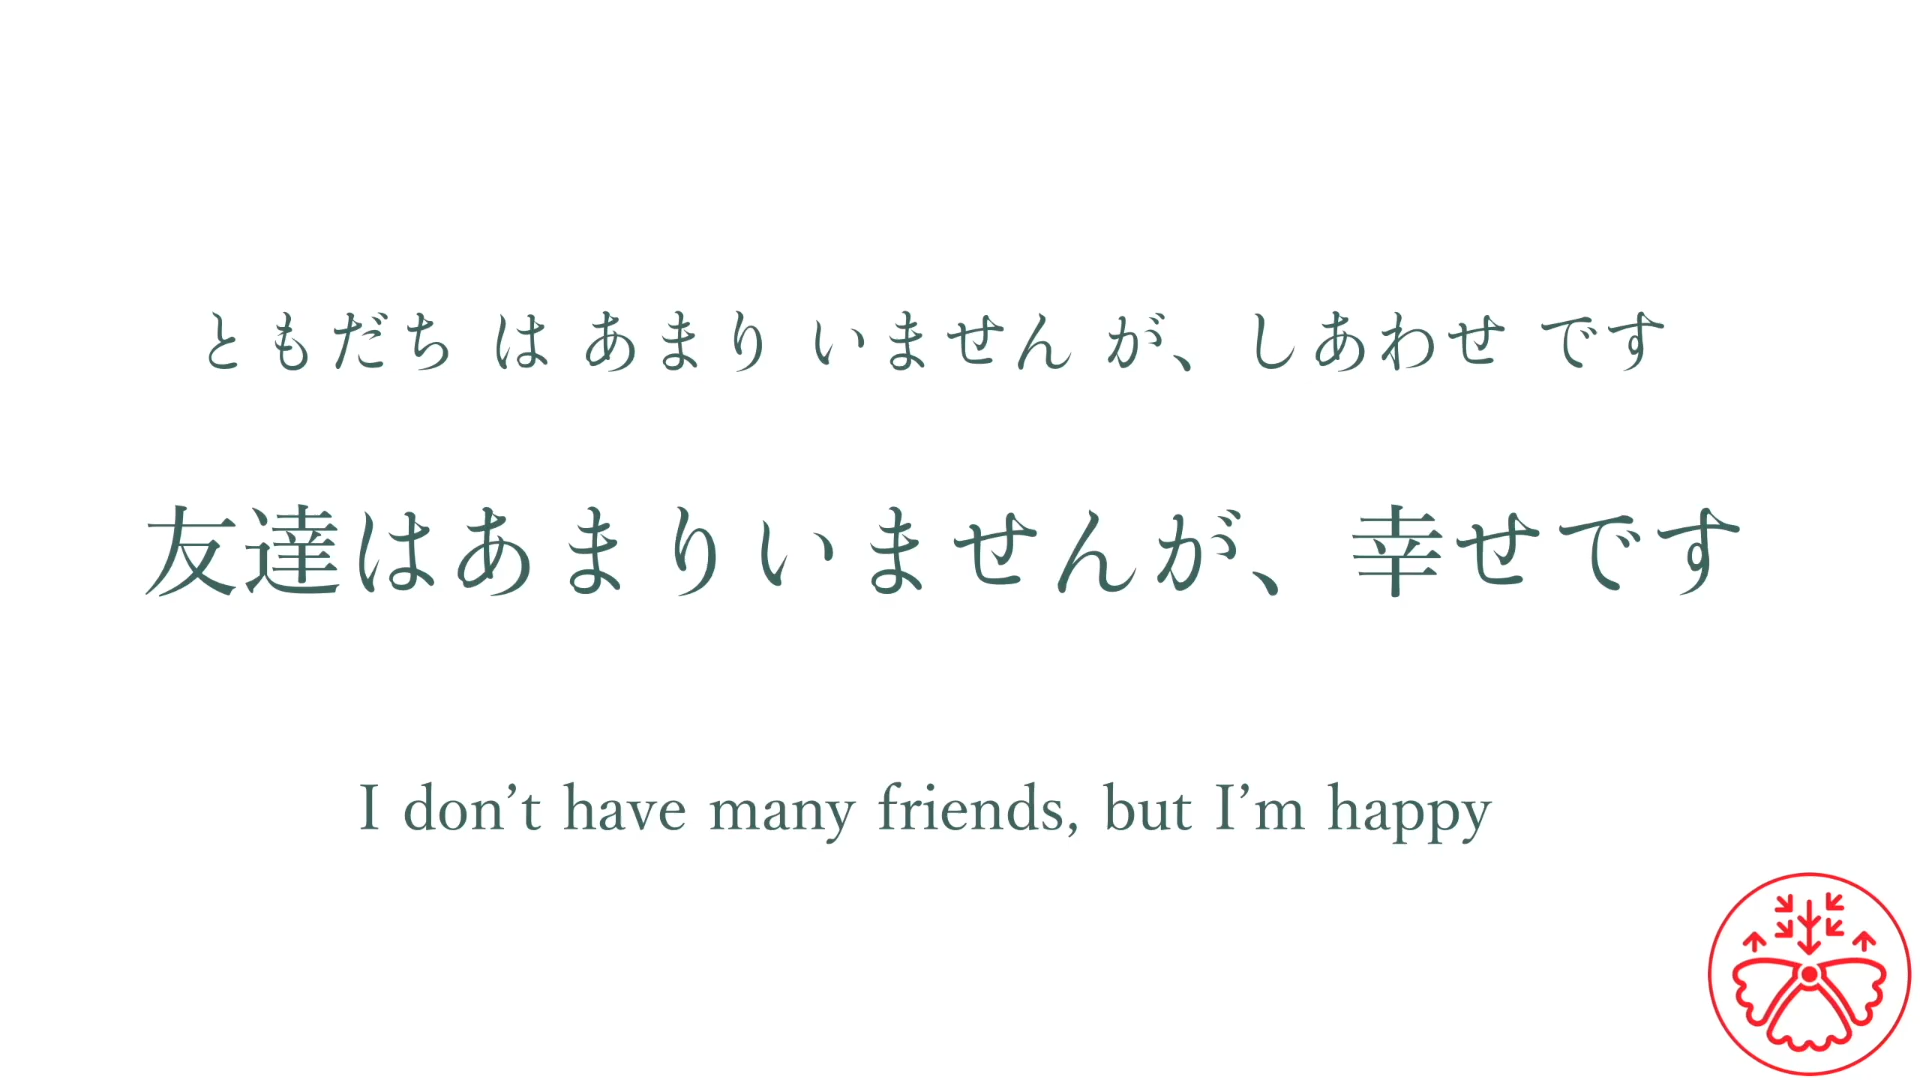 ともだち は あまり いません が、しあわせ です
友達はあまりいませんが、幸せです
I don’t have many friends, but I’m happy